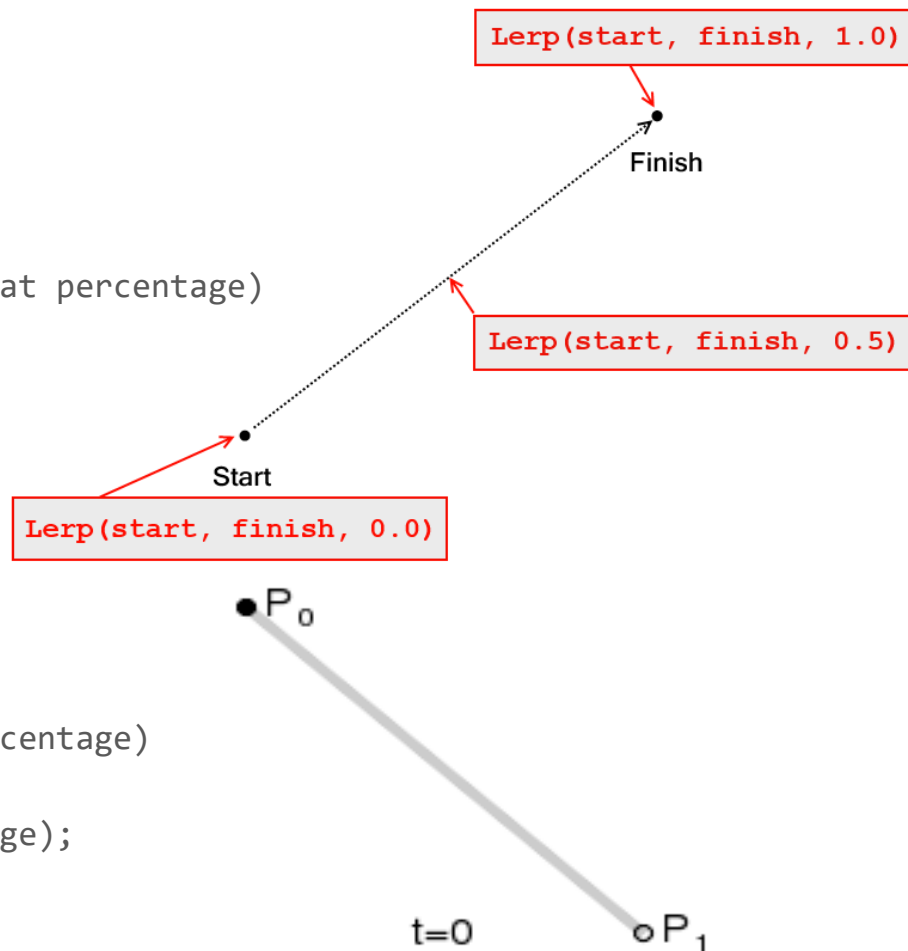 Lerp(start, finish, 1.0)
Finish
at percentage)
Lerp(start, finish, 0.5)
Start
Lerp(start, finish, 0.0)
P0
centage)
ge);
t=0
P1